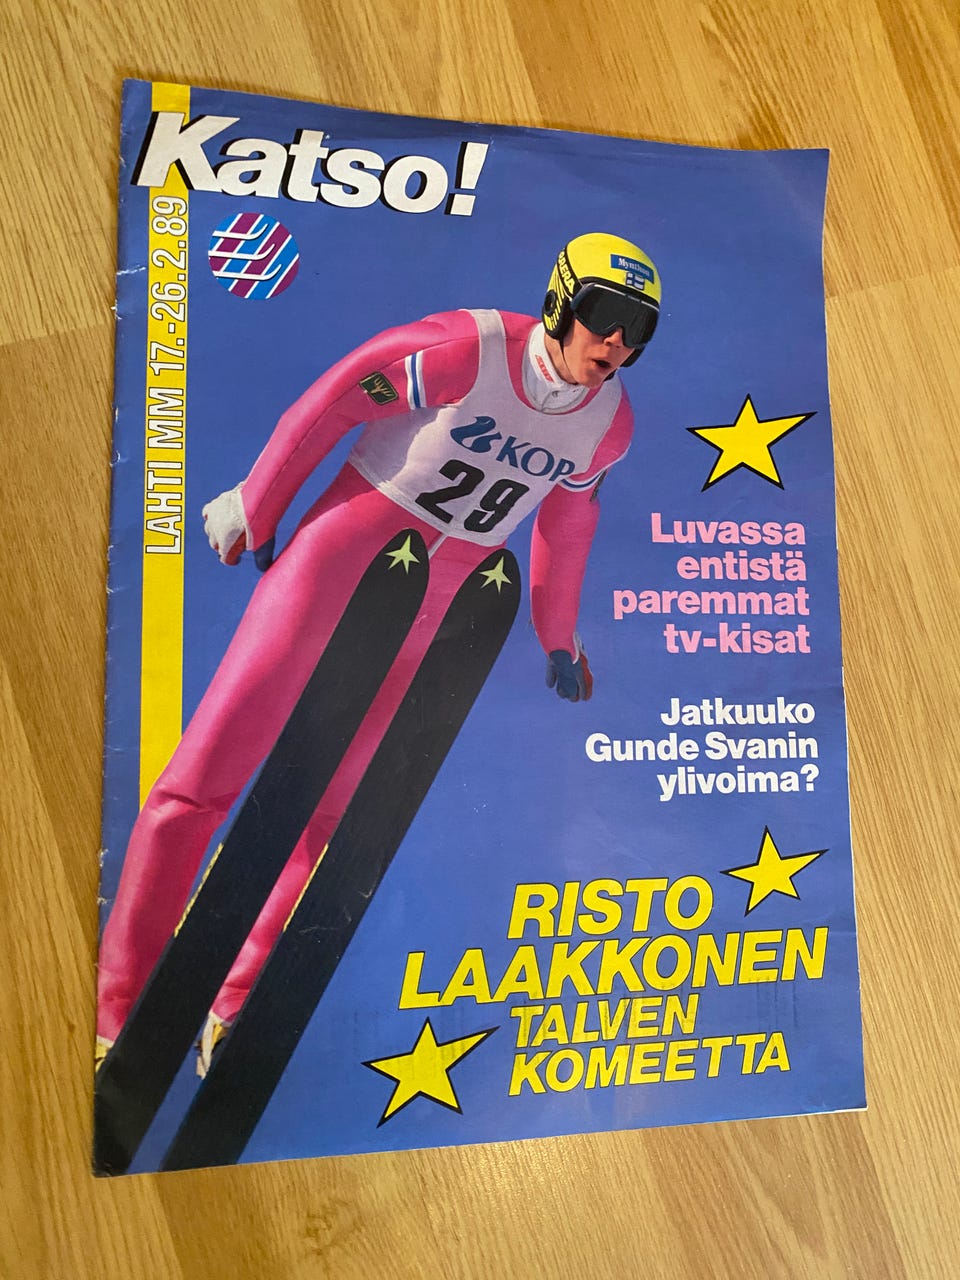 Katso!
LAHTI MM 17.-26.2.89
Mynthon
KOP
29
Luvassa
entistä
paremmat
tv-kisat
Jatkuuko
Gunde Svanin
ylivoima?
RISTO
LAAKKONEN
TALVEN
KOMEETTA